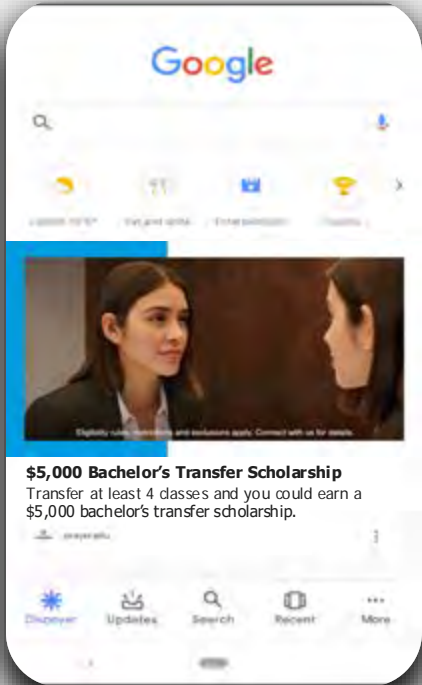 Google
Eligibility rules, restrictions and exclusions apply. Connect with us for details.
$5,000 Bachelor's Transfer Scholarship
Transfer at least 4 classes and you could earn a
$5,000 bachelor's transfer scholarship.
Discover Updates Search Recent More